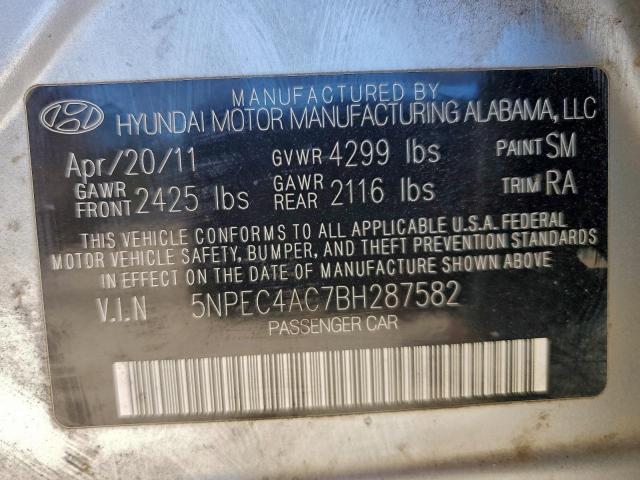 MANUFACTURED BY
HYUNDAI MOTOR MANUFACTURING ALABAMA, LLC
Apr/20/11 GVWR 4299 lbs PAINT SM
GAWR FRONT 2425 lbs GAWR REAR 2116 lbs TRIM RA
THIS VEHICLE CONFORMS TO ALL APPLICABLE U.S.A. FEDERAL
MOTOR VEHICLE SAFETY, BUMPER, AND THEFT PREVENTION STANDARDS
IN EFFECT ON THE DATE OF MANUFACTURE SHOWN ABOVE.
V.I.N 5NPEC4AC7BH287582
PASSENGER CAR